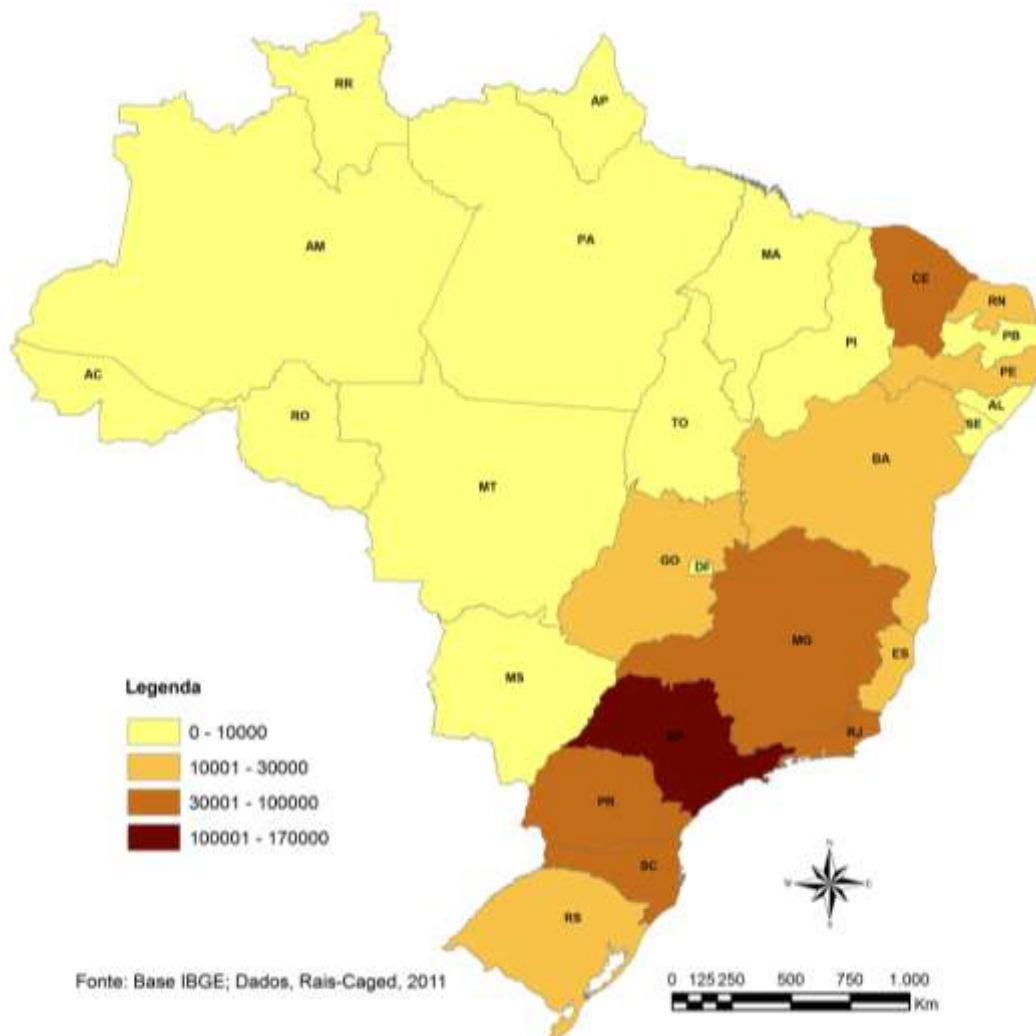 RR
AP
AM
PA
MA
CE
RN
PI
PB
PE
AC
AL
RO
TO
SE
BA
MT
GO
DF
MG
ES
MS
SP
RJ
PR
SC
RS
Legenda
0 - 10000
10001 - 30000
30001 - 100000
100001 - 170000
N
W
E
S
Fonte: Base IBGE; Dados, Rais-Caged, 2011
0 125 250 500 750 1.000
Km